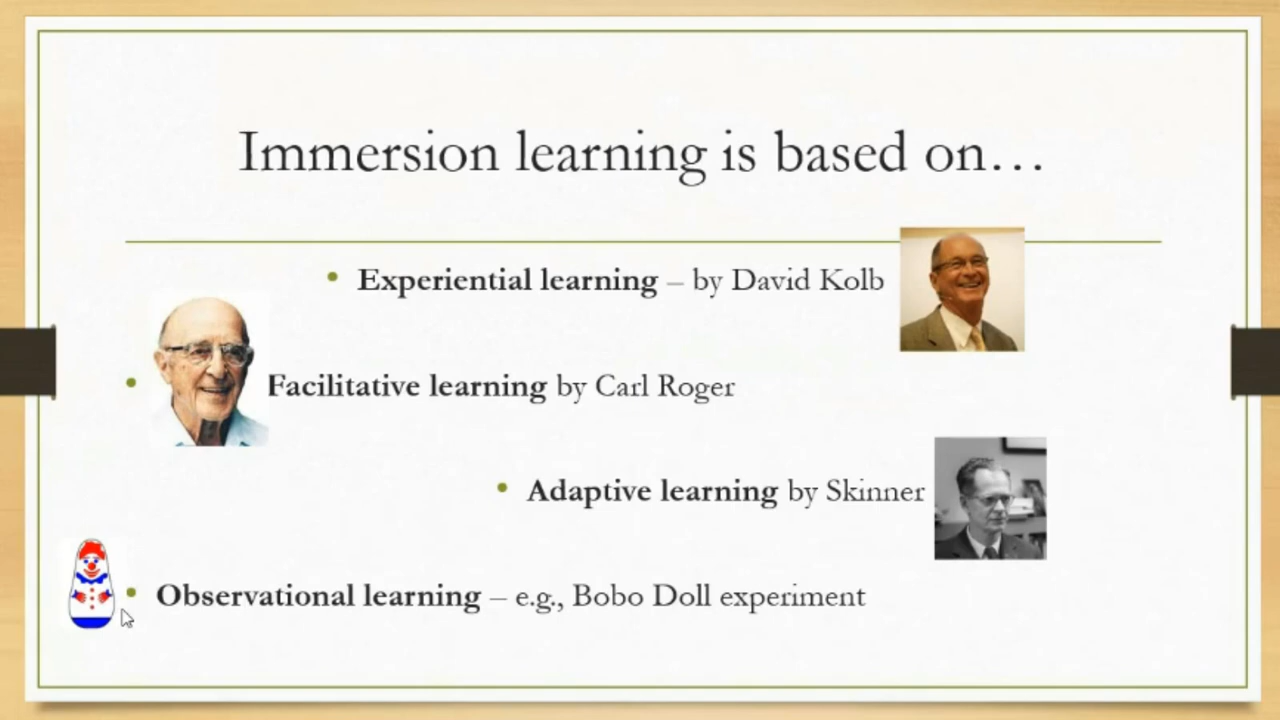 Immersion learning is based on…
• Experiential learning – by David Kolb
• Facilitative learning by Carl Roger
• Adaptive learning by Skinner
• Observational learning – e.g., Bobo Doll experiment